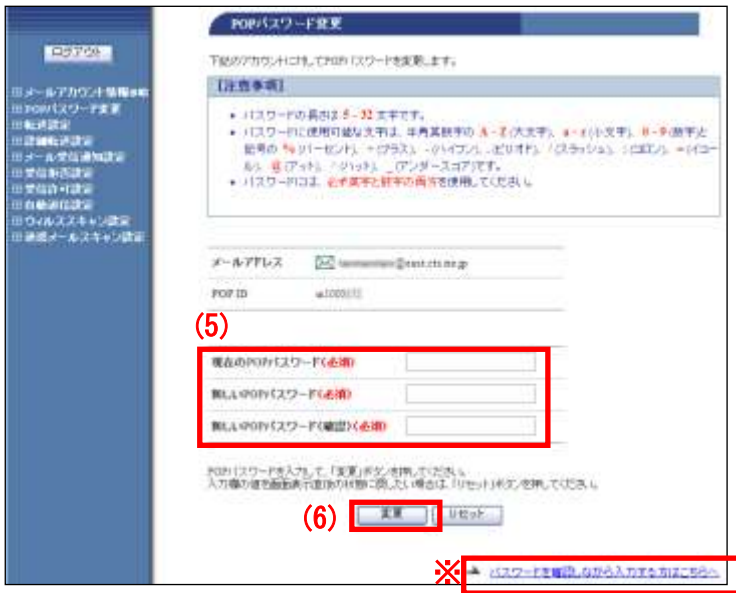 POPパスワード変更
ログアウト
メールアカウント情報
POPパスワード変更
転送設定
詳細転送設定
メール受信通知設定
受信拒否設定
受信許可設定
自動返信設定
ウィルススキャン設定
迷惑メールスキャン設定
下記のアカウントに対してPOPパスワードを変更します。
【注意事項】
・パスワードの長さは 5 - 32 文字です。
・パスワードに使用可能な文字は、半角英数字の A - Z(大文字)、a - z(小文字)、0 - 9(数字)と
記号の %(パーセント)、+(プラス)、-(ハイフン)、.(ピリオド)、/(スラッシュ)、:(コロン)、=(イコー
ル)、@(アット)、^(ハット)、_(アンダースコア)です。
・パスワードには、必ず英字と数字の両方を使用してください。
メールアドレス
POP ID
(5)
現在のPOPパスワード(必須)
新しいPOPパスワード(必須)
新しいPOPパスワード(確認)(必須)
POPパスワードを入力して、「変更」ボタンを押してください。
入力欄の値を画面表示直後の状態に戻したい場合は、「リセット」ボタンを押してください。
(6)
変更 リセット
※ パスワードを確認しながら入力する方はこちらへ